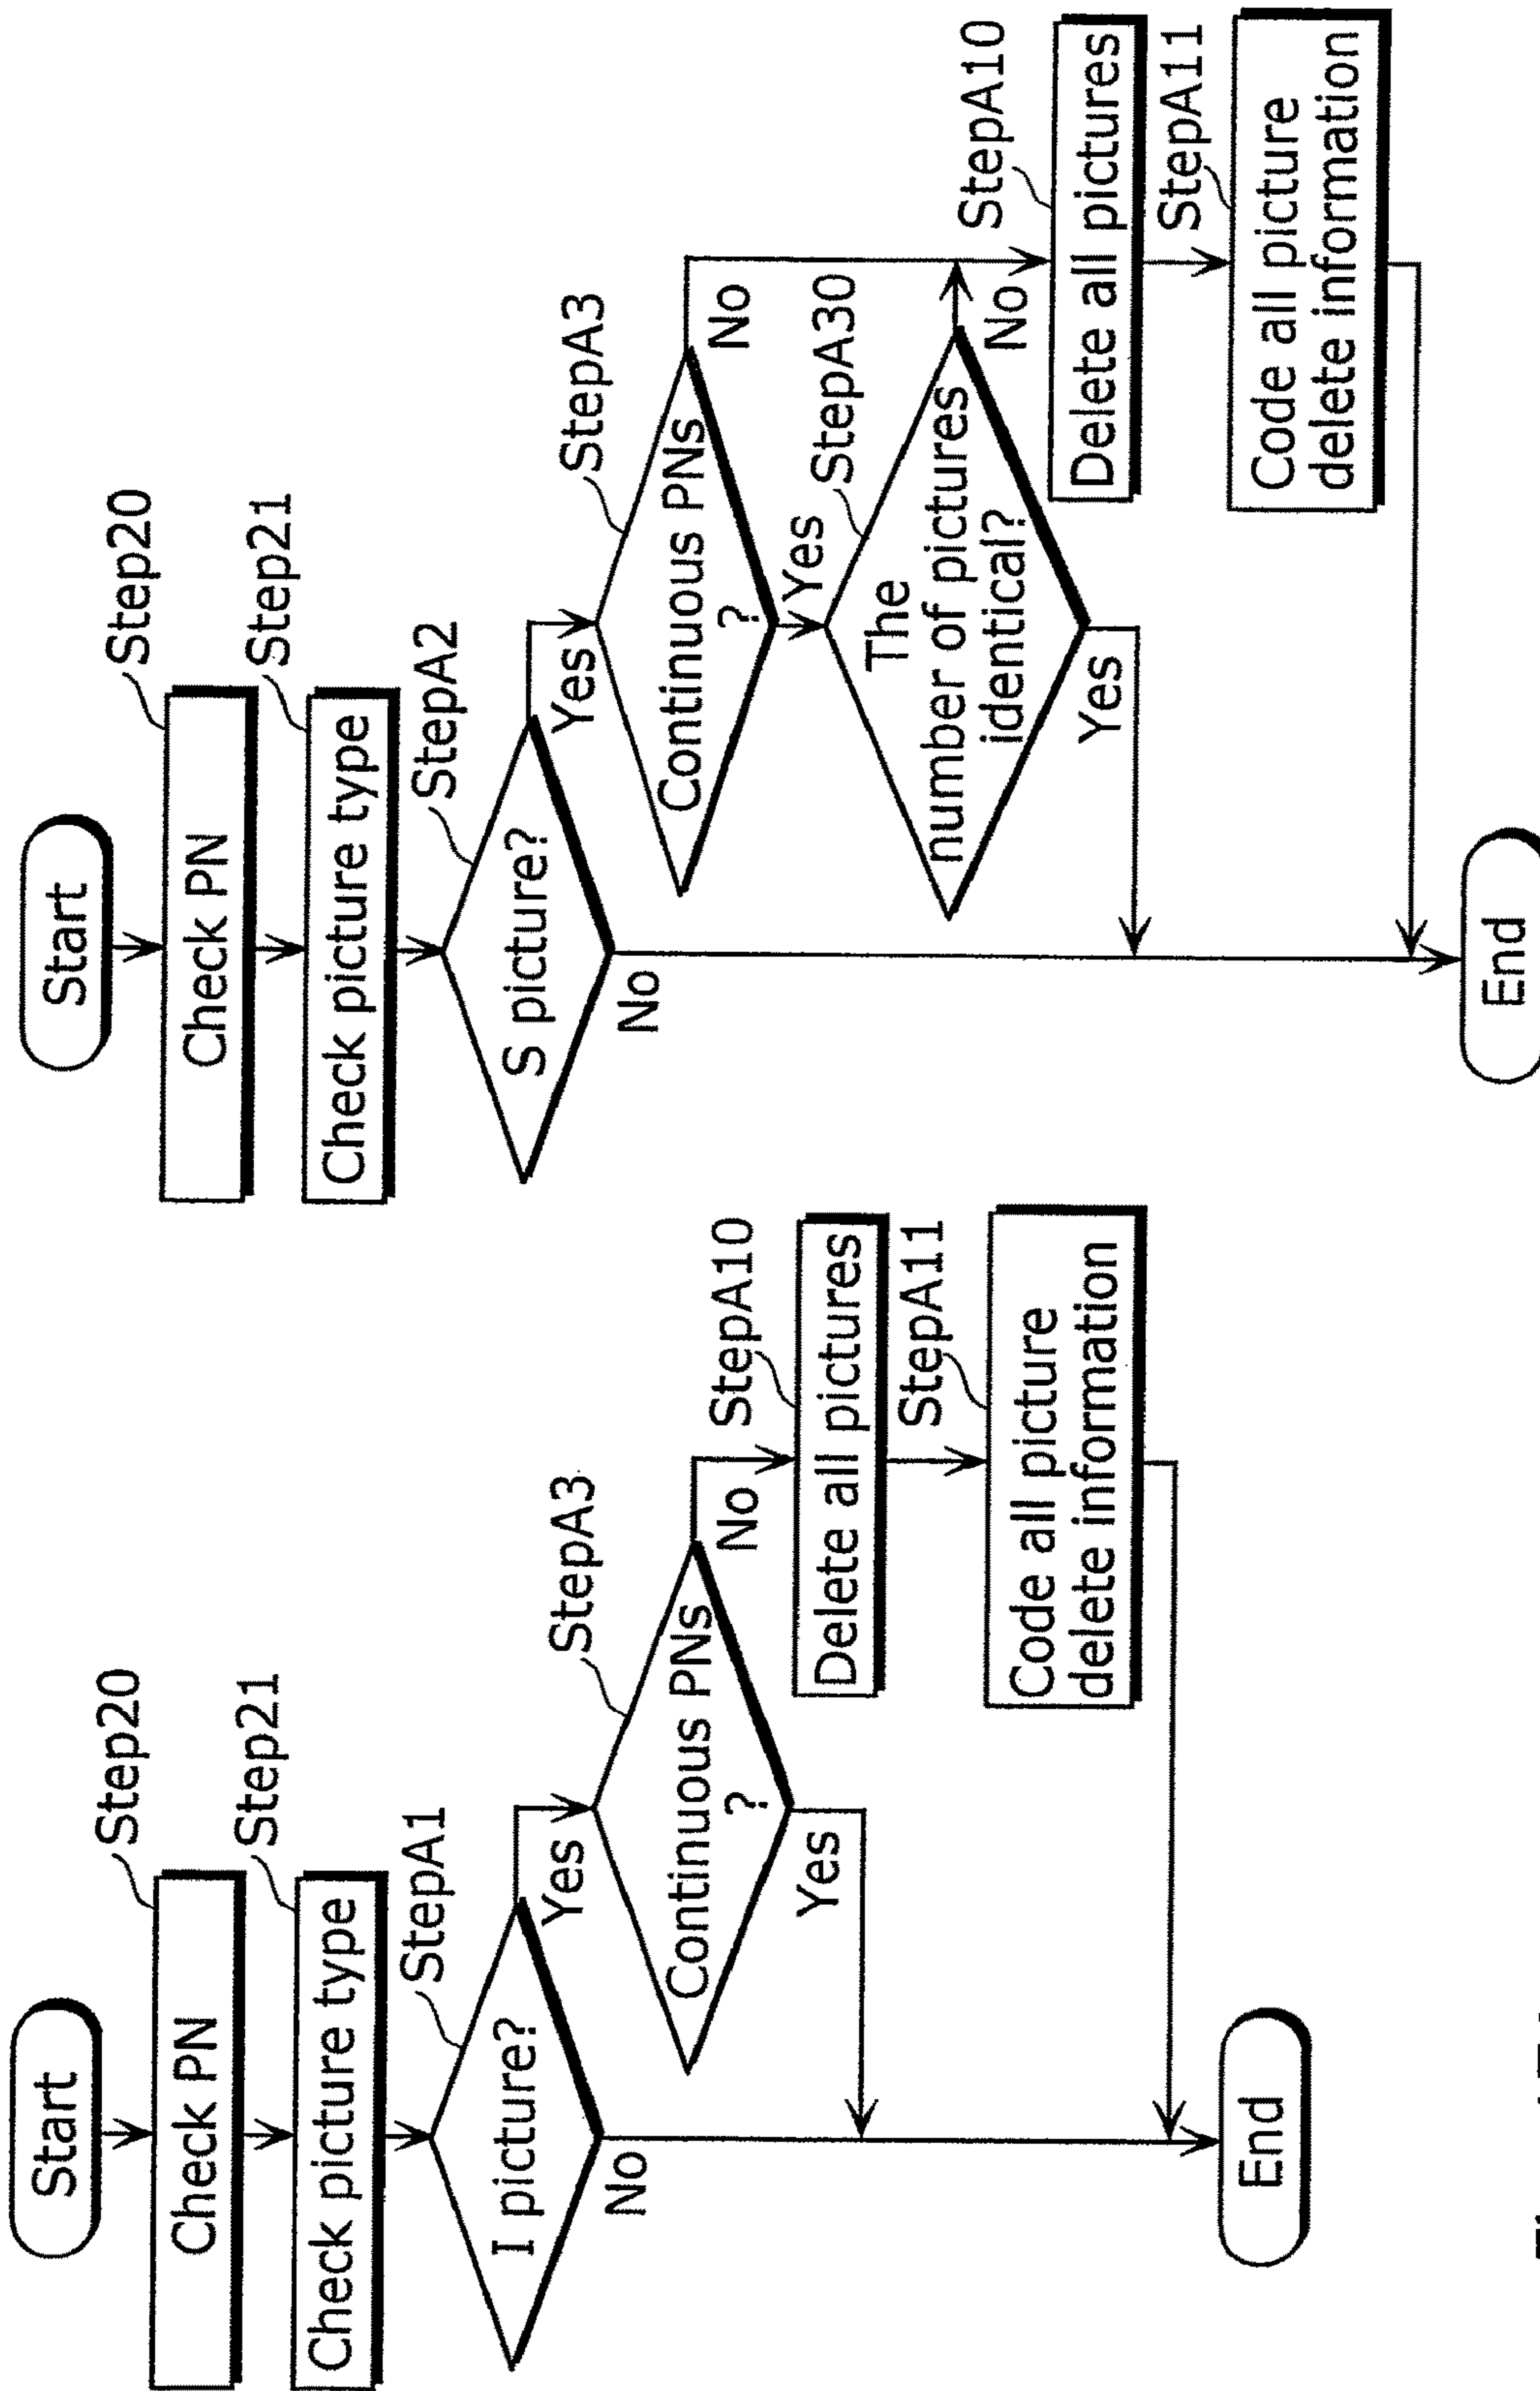 Start
Step20
Check PN
Step21
Check picture type
StepA1
I picture?
Yes
No
StepA3
Continuous PNs
?
No
Yes
StepA10
Delete all pictures
StepA11
Code all picture
delete information
End
Start
Step20
Check PN
Step21
Check picture type
StepA2
S picture?
Yes
No
StepA3
Continuous PNs
?
No
Yes
StepA30
The
number of pictures
identical?
No
Yes
StepA10
Delete all pictures
StepA11
Code all picture
delete information
End